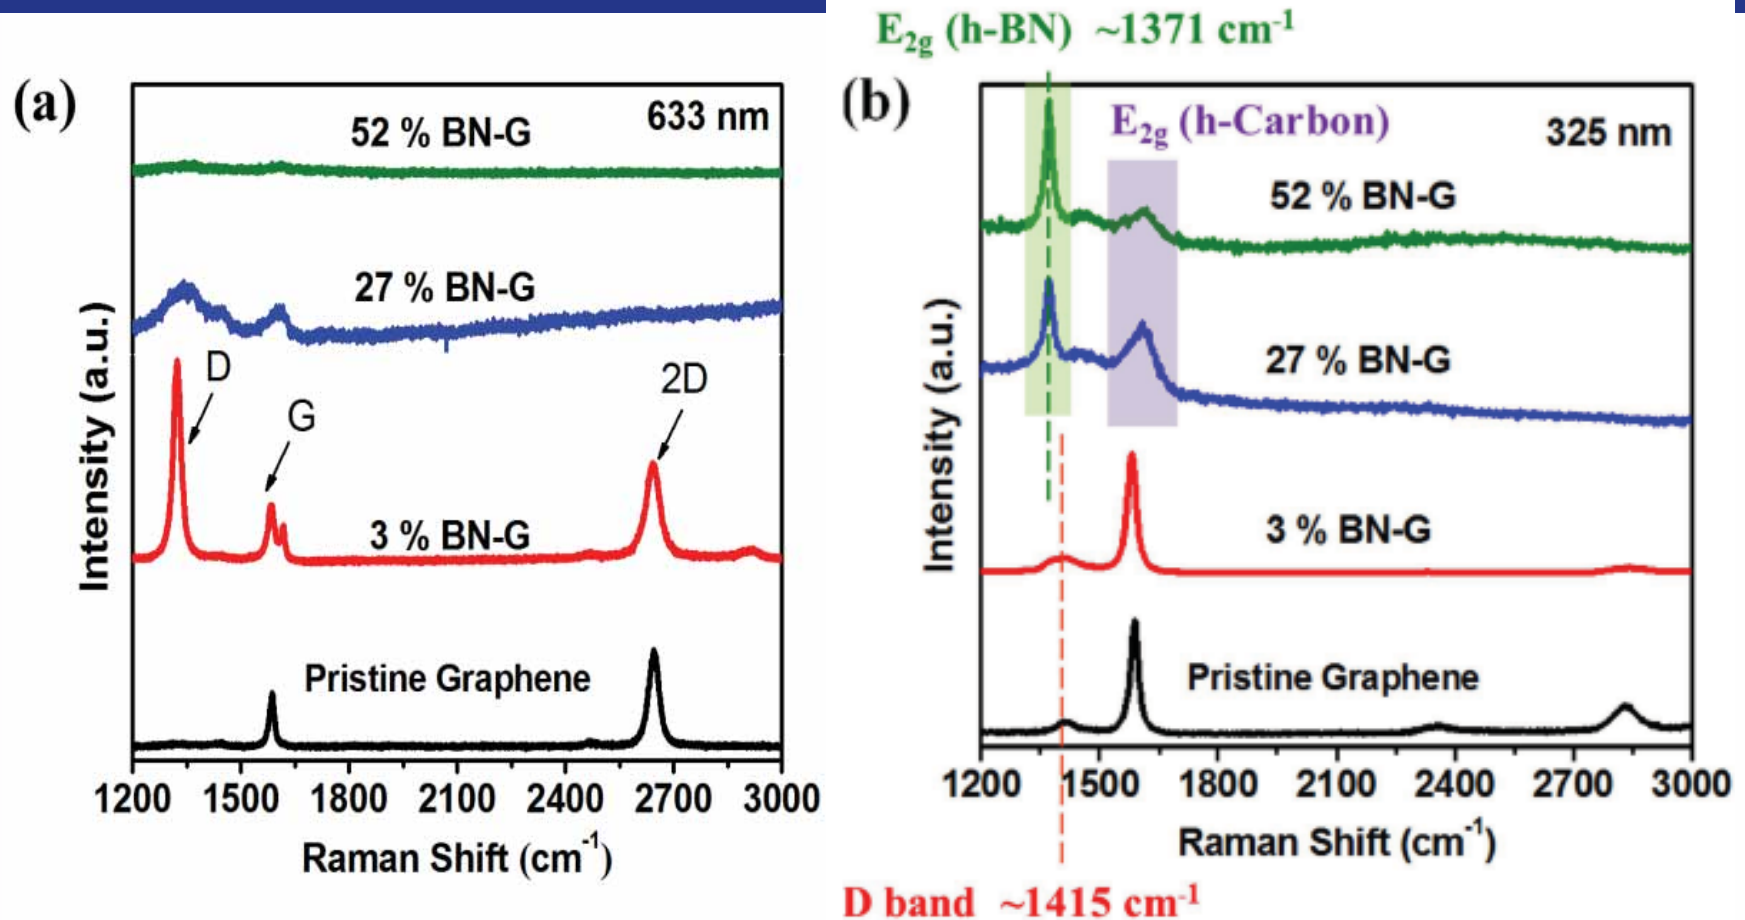 (a)
633 nm
52 % BN-G
27 % BN-G
D
G
2D
3 % BN-G
Pristine Graphene
Intensity (a.u.)
1200 1500 1800 2100 2400 2700 3000
Raman Shift (cm⁻¹)
E₂g (h-BN) ~1371 cm⁻¹
(b)
E₂g (h-Carbon)
325 nm
52 % BN-G
27 % BN-G
3 % BN-G
Pristine Graphene
Intensity (a.u.)
1200 1500 1800 2100 2400 2700 3000
Raman Shift (cm⁻¹)
D band ~1415 cm⁻¹